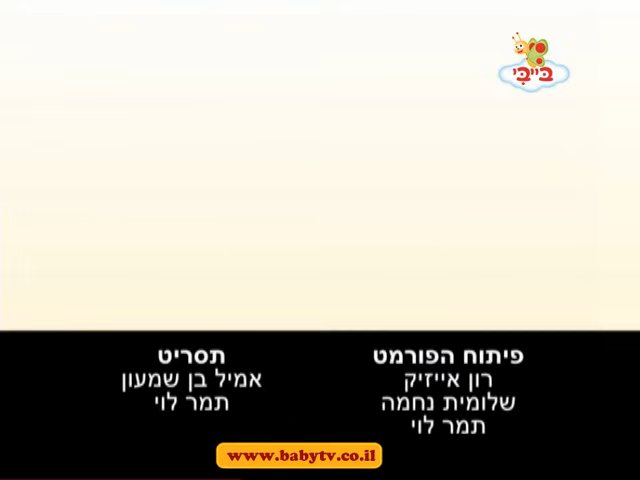 בייבי
פיתוח הפורמט
רון אייזיק
שלומית נחמה
תמר לוי
תסריט
אמיל בן שמעון
תמר לוי
www.babytv.co.il